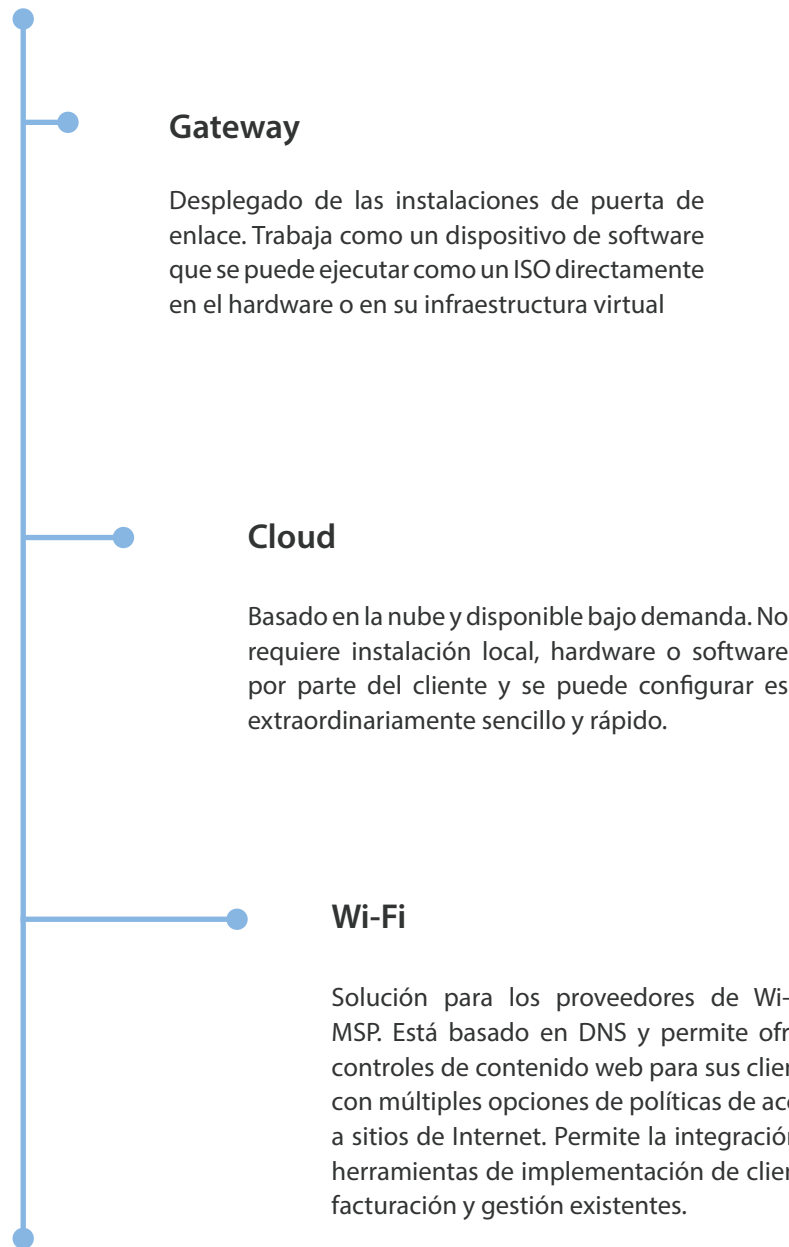 Gateway
Desplegado de las instalaciones de puerta de
enlace. Trabaja como un dispositivo de software
que se puede ejecutar como un ISO directamente
en el hardware o en su infraestructura virtual
Cloud
Basado en la nube y disponible bajo demanda. No
requiere instalación local, hardware o software
por parte del cliente y se puede configurar es
extraordinariamente sencillo y rápido.
Wi-Fi
Solución para los proveedores de Wi-
MSP. Está basado en DNS y permite
controles de contenido web para sus
con múltiples opciones de políticas de
a sitios de Internet. Permite la
herramientas de implementación de
facturación y gestión existentes.